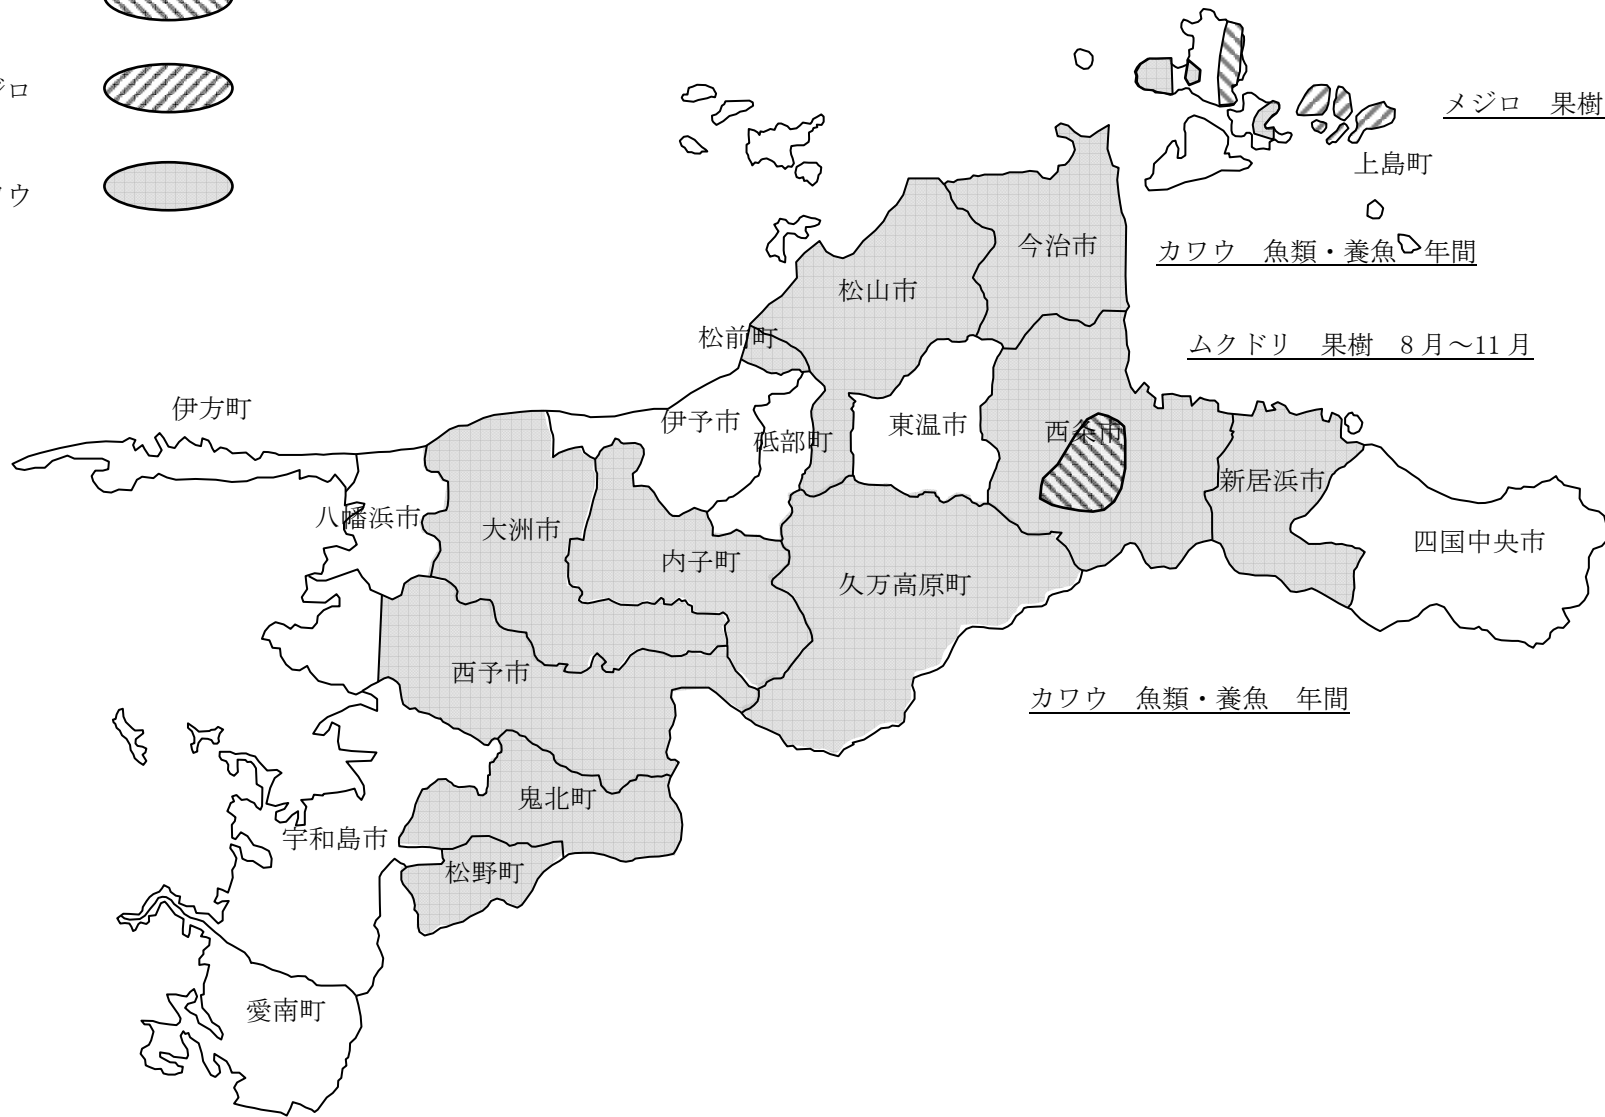 ジロ
メジロ　果樹
上島町
ウ
カワウ　魚類・養魚　年間
今治市
松山市
松前町
ムクドリ　果樹　8月～11月
伊方町
伊予市
砥部町
東温市
西条市
新居浜市
八幡浜市
大洲市
内子町
久万高原町
四国中央市
西予市
カワウ　魚類・養魚　年間
鬼北町
宇和島市
松野町
愛南町